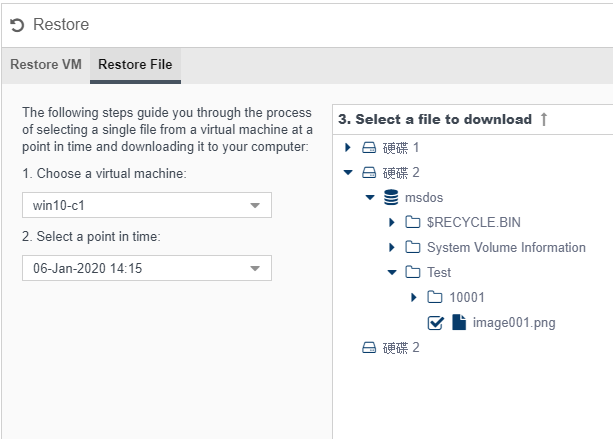 Restore
Restore VM
Restore File
The following steps guide you through the process
of selecting a single file from a virtual machine at a
point in time and downloading it to your computer:
1. Choose a virtual machine:
win10-c1
2. Select a point in time:
06-Jan-2020 14:15
3. Select a file to download
硬碟 1
硬碟 2
msdos
$RECYCLE.BIN
System Volume Information
Test
10001
image001.png
硬碟 2